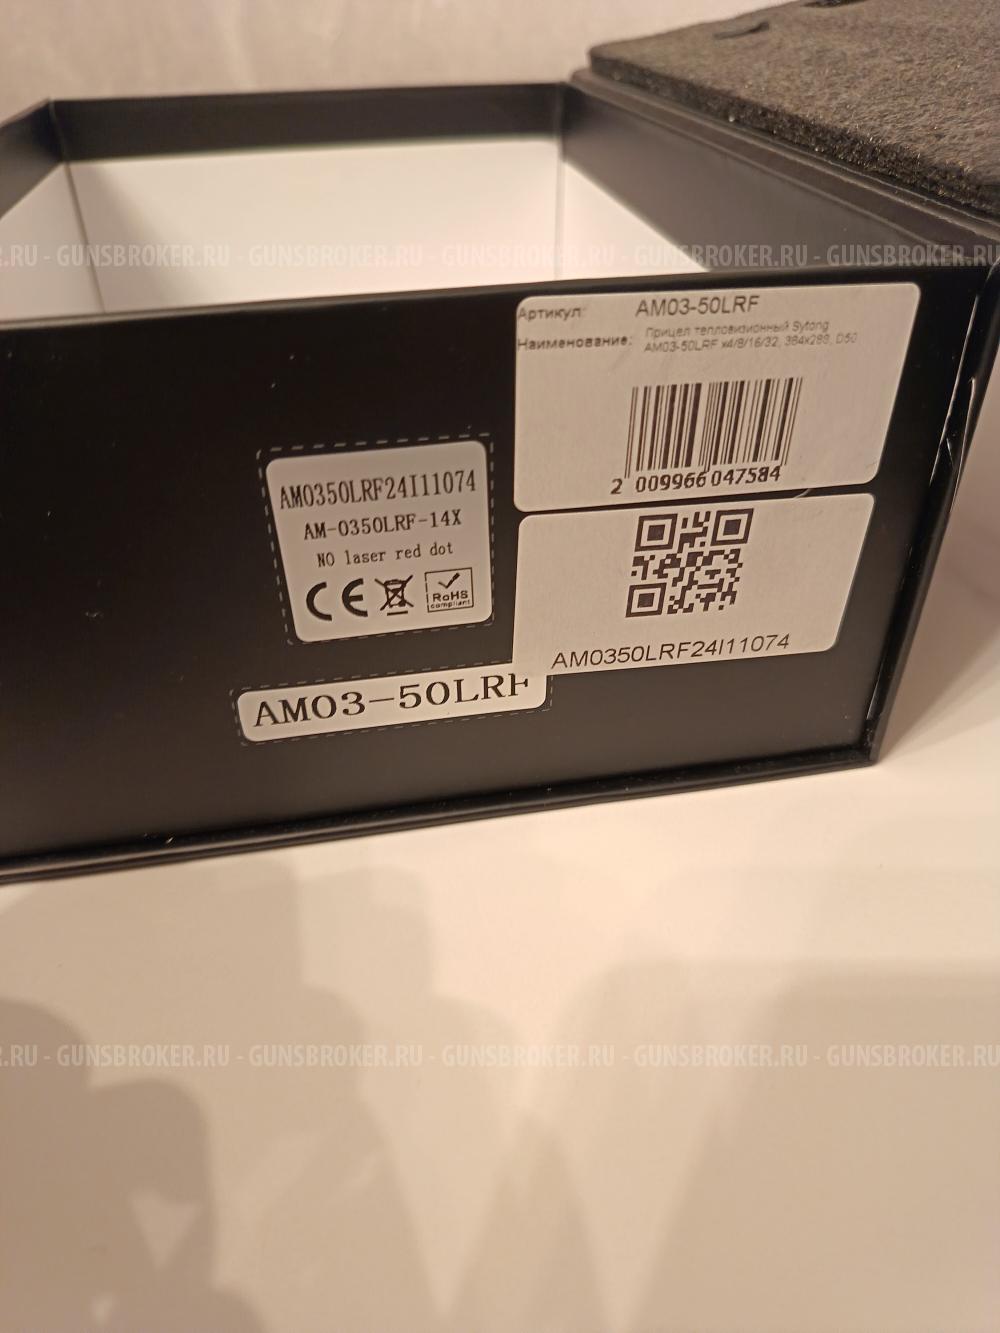 .RU - GUNSBROKER.RU - GUNSBROKER.RU - GUNSBROKER.RU - GUNSBROKER.RU - GUNSBROKER
Артикул: AM03-50LRF
Наименование: Прицел тепловизионный Sytong
AM03-50LRF x4/8/16/32, 384x288, D50
2 009966 047584
AM0350LRF24I11074
AM-0350LRF-14X
NO laser red dot
CE
RoHS
compliant
AM0350LRF24I11074
AM03-50LRF
.RU - GUNSBROKER.RU - GUNSBROKER.RU - GUNSBROKER.RU - GUNSBROKER.RU - GUNSBROKER